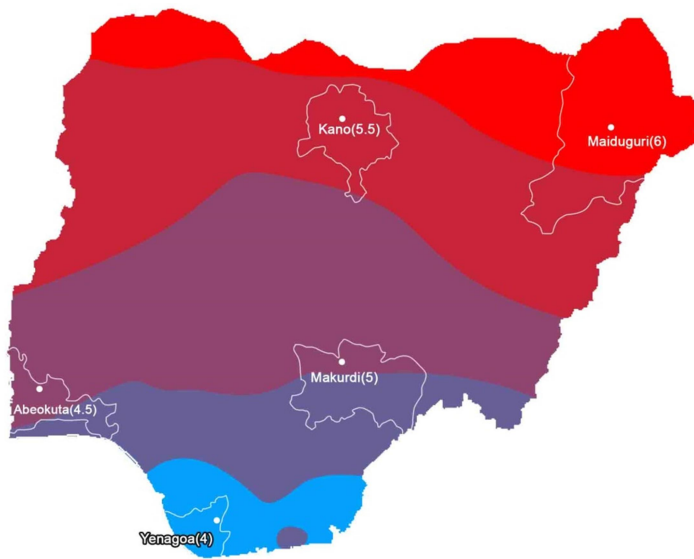 Kano(5.5)
Maiduguri(6)
Makurdi(5)
Abeokuta(4.5)
Yenagoa(4)